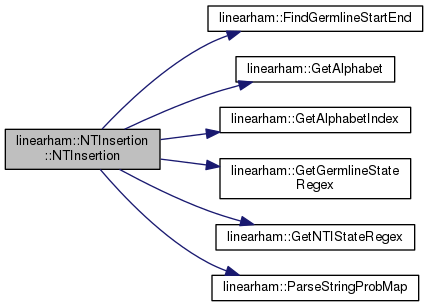 linearham::FindGermlineStartEnd
linearham::GetAlphabet
linearham::NTInsertion
::NTInsertion
linearham::GetAlphabetIndex
linearham::GetGermlineState
Regex
linearham::GetNTIStateRegex
linearham::ParseStringProbMap